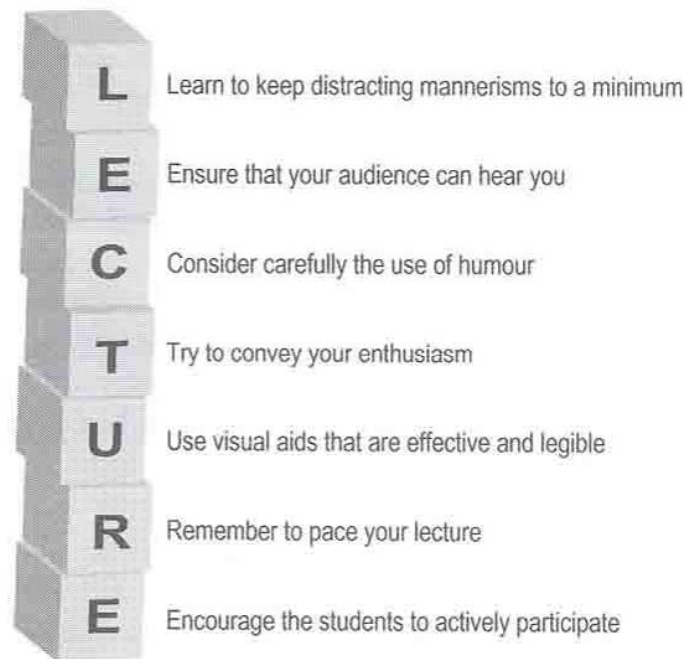 L Learn to keep distracting mannerisms to a minimum
E Ensure that your audience can hear you
C Consider carefully the use of humour
T Try to convey your enthusiasm
U Use visual aids that are effective and legible
R Remember to pace your lecture
E Encourage the students to actively participate